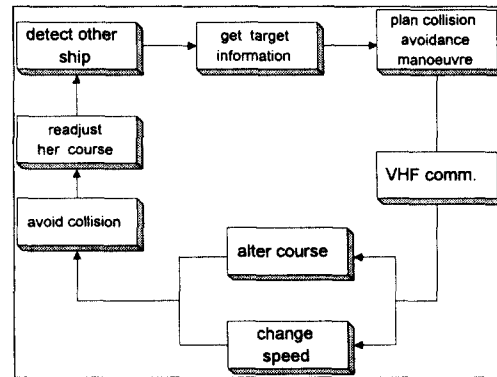 detect other
ship
get target
information
plan collision
avoidance
manoeuvre
readjust
her course
VHF comm.
avoid collision
alter course
change
speed